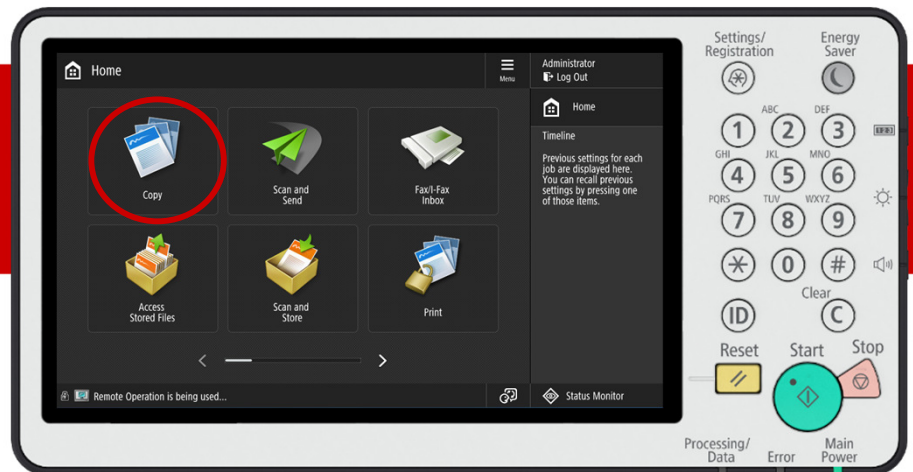 Home
Menu
Administrator
Log Out
Home
Timeline
Previous settings for each
job are displayed here.
You can recall previous
settings by pressing one
of those items.
Copy
Scan and
Send
Fax/I-Fax
Inbox
Access
Stored Files
Scan and
Store
Print
Remote Operation is being used...
Status Monitor
Settings/
Registration
Energy
Saver
ABC DEF
1 2 3
GHI JKL MNO
4 5 6
PQRS TUV WXYZ
7 8 9
0 #
Clear
ID C
Reset Start Stop
Processing/
Data
Error
Main
Power